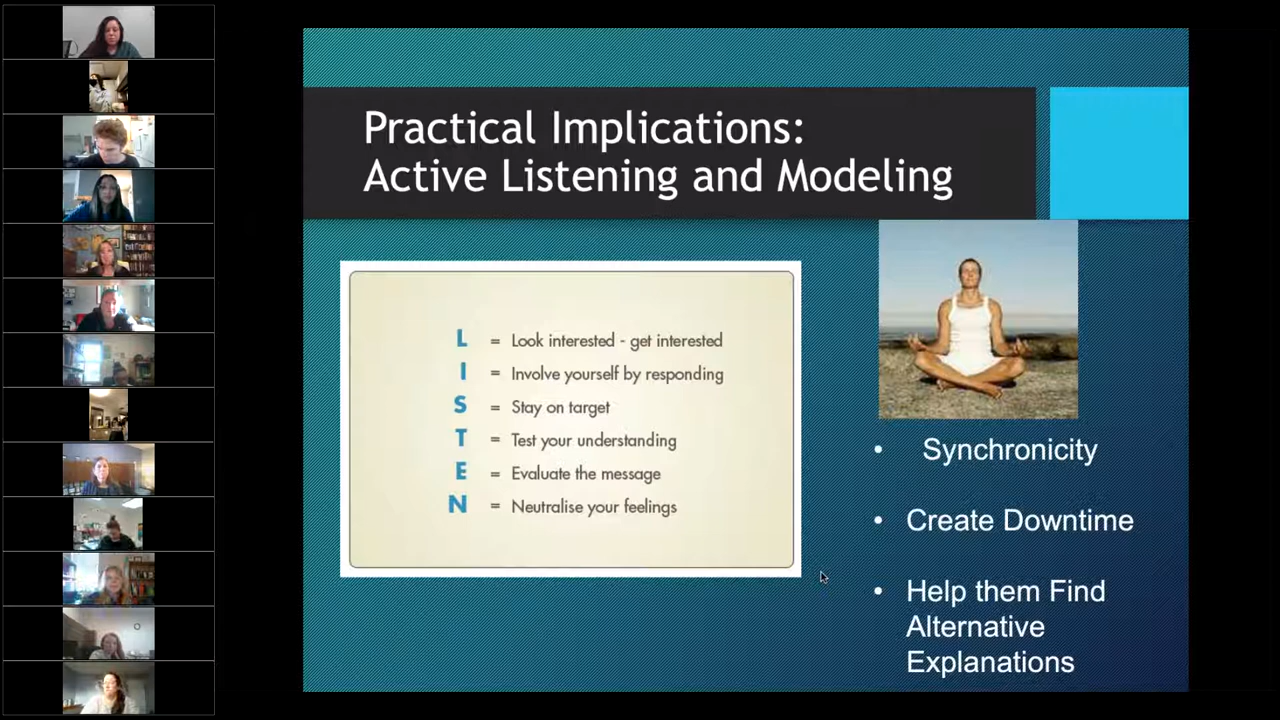 Practical Implications:
Active Listening and Modeling
L = Look interested - get interested
I = Involve yourself by responding
S = Stay on target
T = Test your understanding
E = Evaluate the message
N = Neutralise your feelings
• Synchronicity
• Create Downtime
• Help them Find
Alternative
Explanations